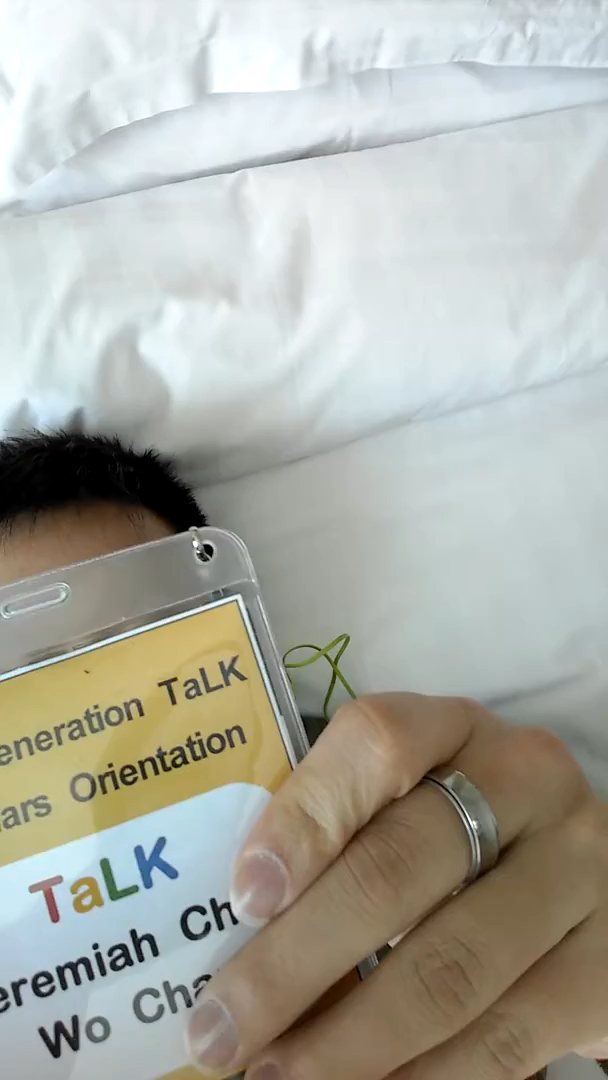 eneration TaLK
ars Orientation
TaLK
eremiah Ch
Wo Cha